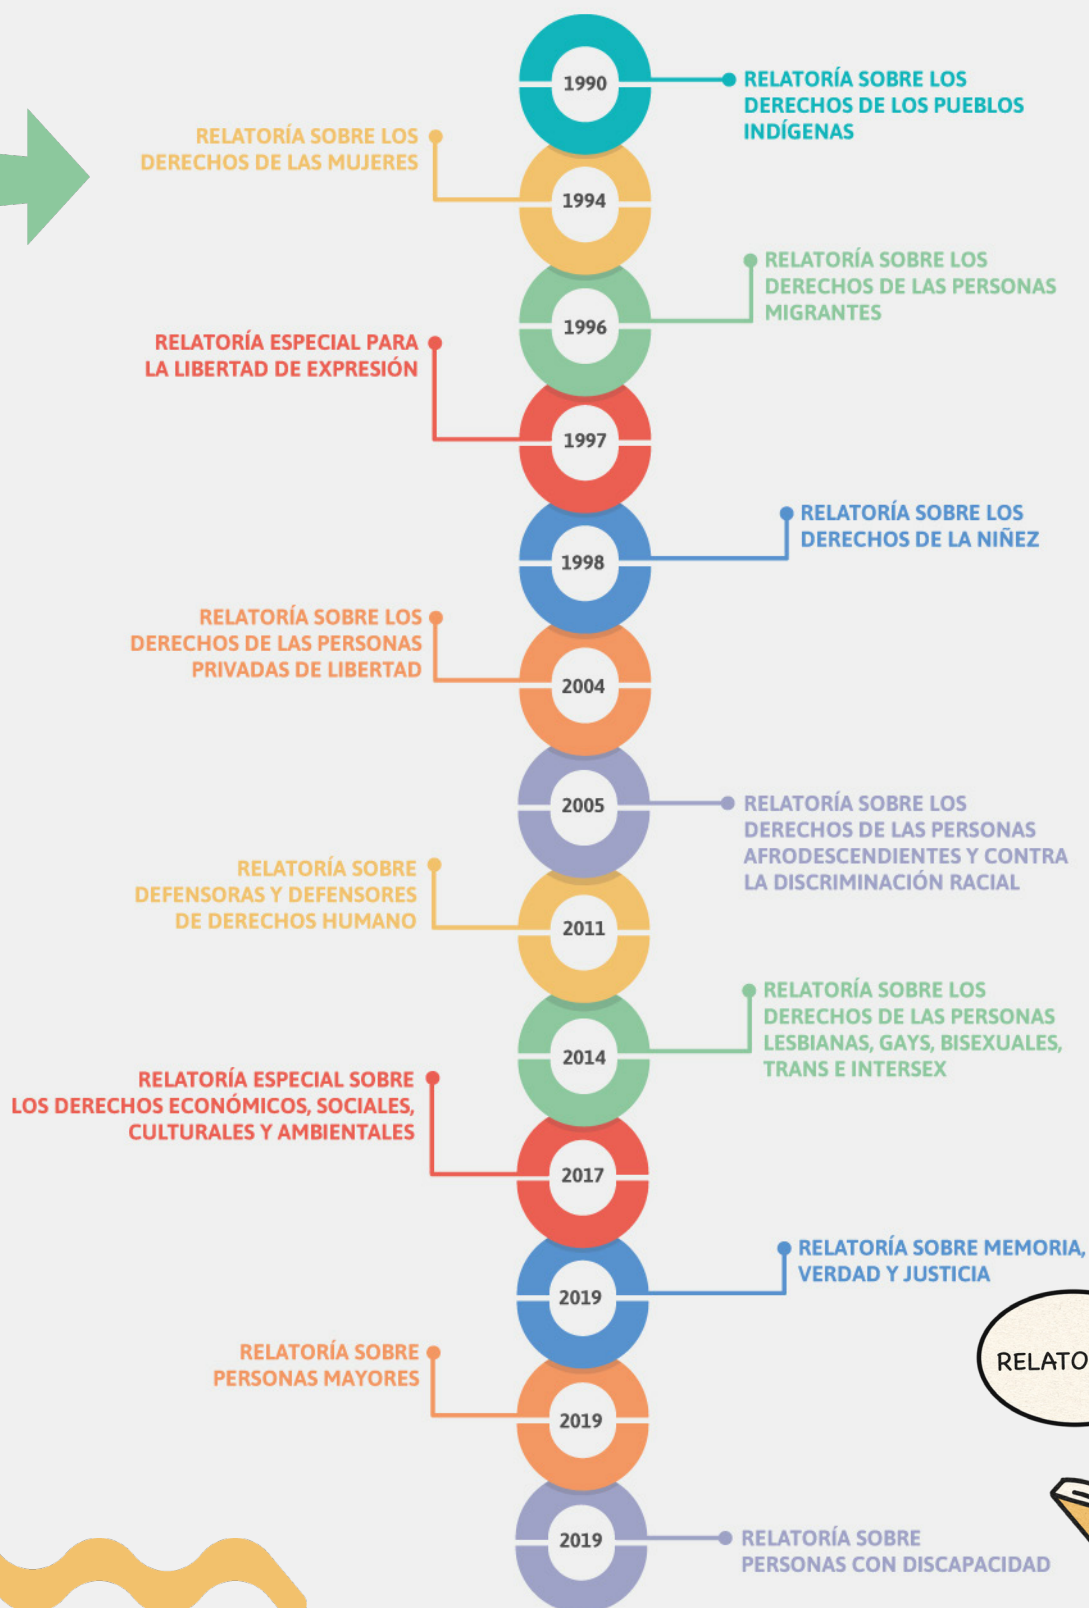 1990
RELATORÍA SOBRE LOS
DERECHOS DE LOS PUEBLOS
INDÍGENAS
RELATORÍA SOBRE LOS
DERECHOS DE LAS MUJERES
1994
RELATORÍA SOBRE LOS
DERECHOS DE LAS PERSONAS
MIGRANTES
1996
RELATORÍA ESPECIAL PARA
LA LIBERTAD DE EXPRESIÓN
1997
RELATORÍA SOBRE LOS
DERECHOS DE LA NIÑEZ
1998
RELATORÍA SOBRE LOS
DERECHOS DE LAS PERSONAS
PRIVADAS DE LIBERTAD
2004
2005
RELATORÍA SOBRE LOS
DERECHOS DE LAS PERSONAS
AFRODESCENDIENTES Y CONTRA
LA DISCRIMINACIÓN RACIAL
RELATORÍA SOBRE
DEFENSORAS Y DEFENSORES
DE DERECHOS HUMANO
2011
RELATORÍA SOBRE LOS
DERECHOS DE LAS PERSONAS
LESBIANAS, GAYS, BISEXUALES,
TRANS E INTERSEX
2014
RELATORÍA ESPECIAL SOBRE
LOS DERECHOS ECONÓMICOS, SOCIALES,
CULTURALES Y AMBIENTALES
2017
RELATORÍA SOBRE MEMORIA,
VERDAD Y JUSTICIA
2019
RELATO
RELATORÍA SOBRE
PERSONAS MAYORES
2019
2019
RELATORÍA SOBRE
PERSONAS CON DISCAPACIDAD